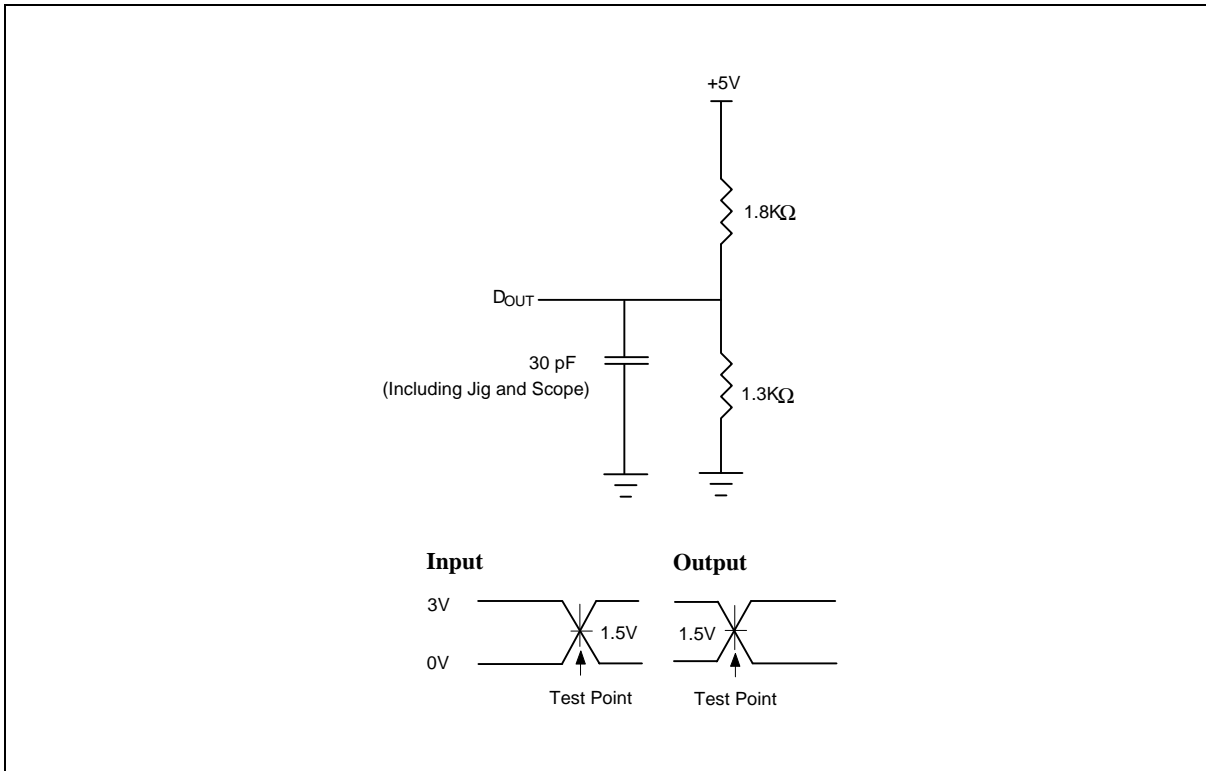 +5V
1.8KΩ
DOUT
30 pF
(Including Jig and Scope)
1.3KΩ
Input
Output
3V
1.5V
1.5V
0V
Test Point
Test Point